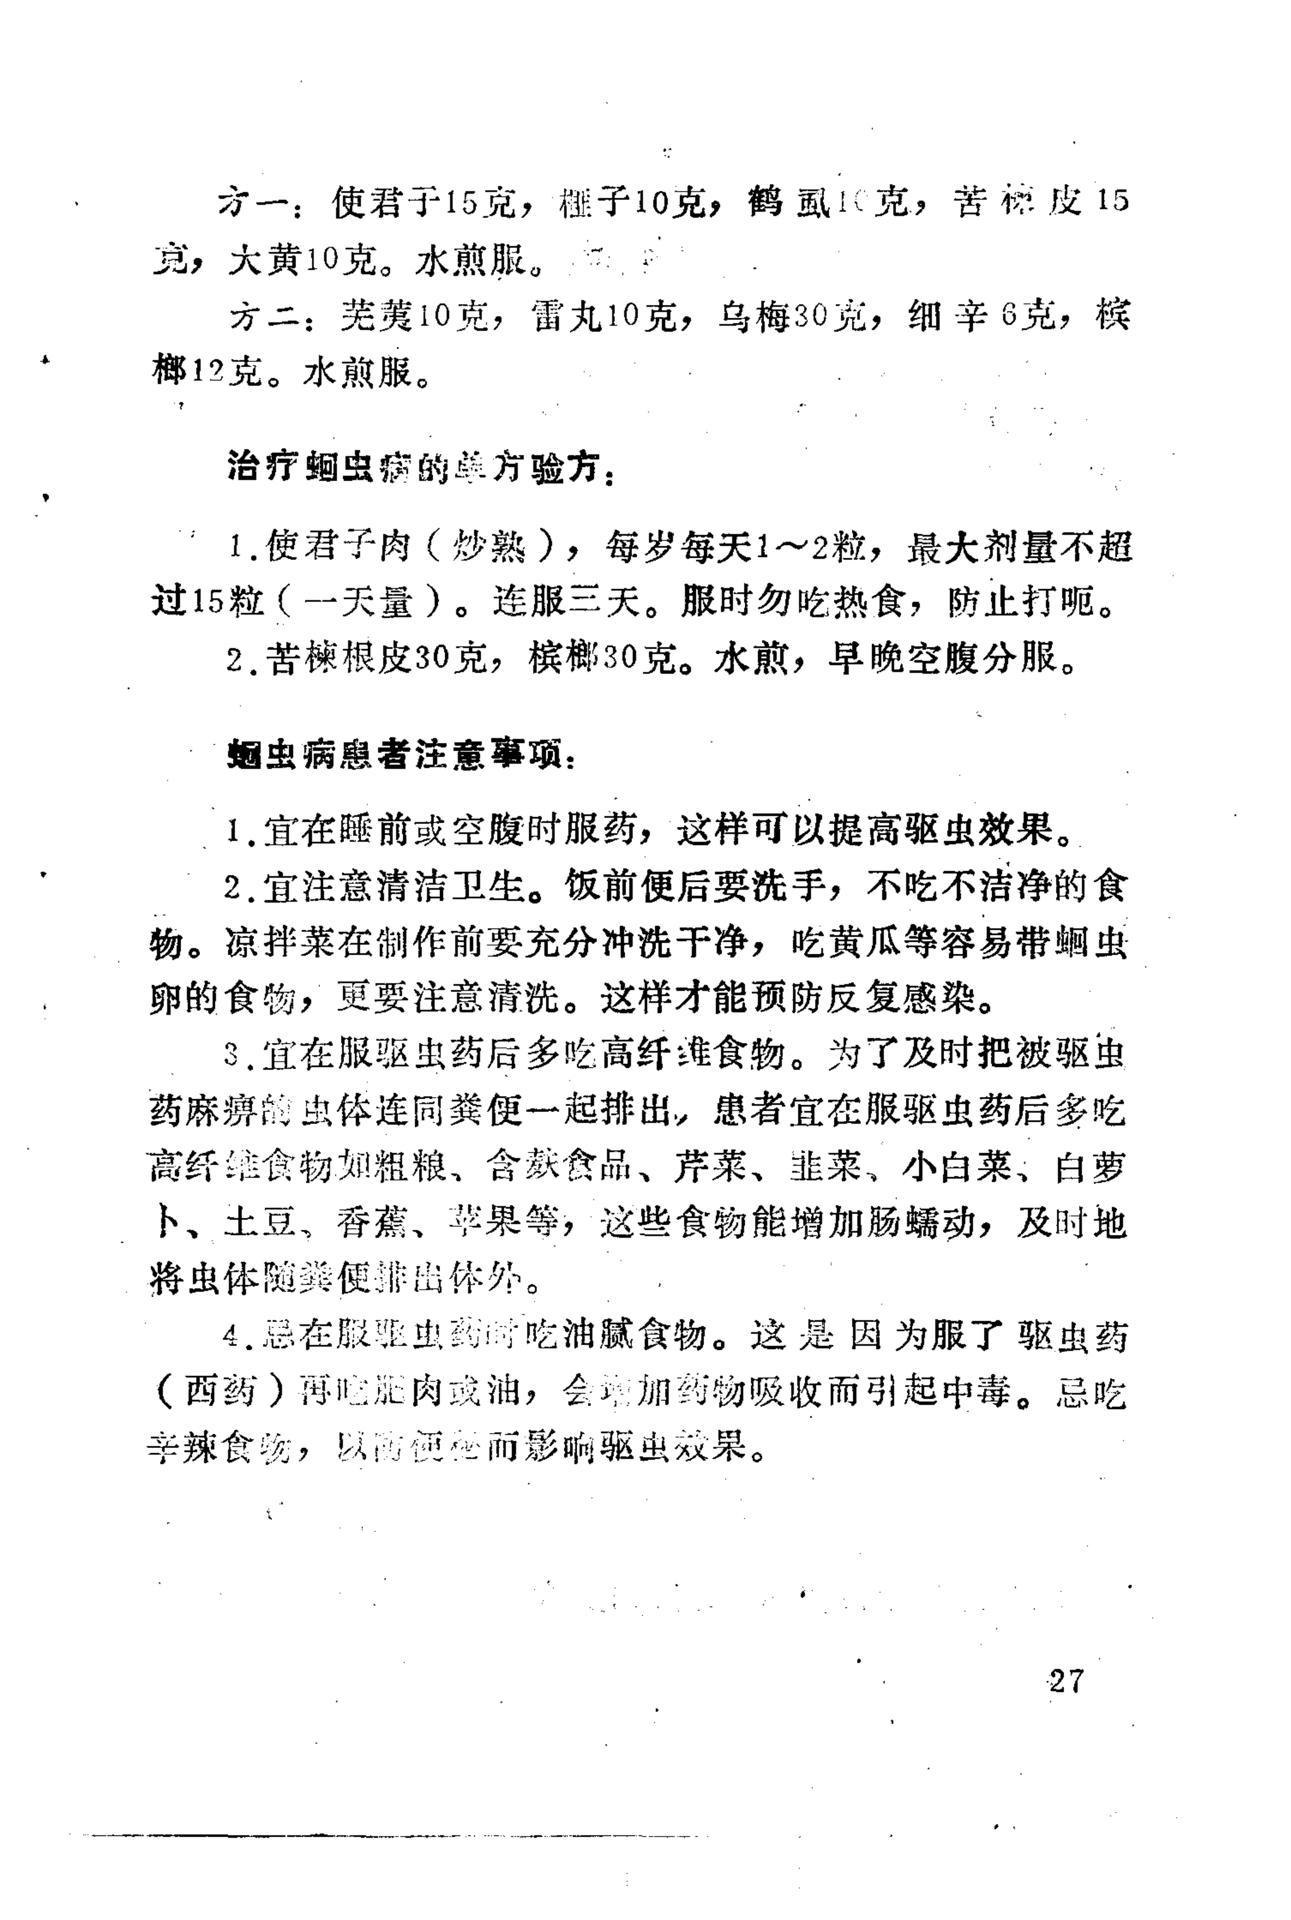 方一：使君于15克，榧子10克，鹤虱10克，苦楝皮15
克，大黄10克。水煎服。
方二：芜荑10克，雷丸10克，乌梅30克，细辛6克，槟
榔12克。水煎服。
治疗蛔虫病的单方验方：
1.使君子肉（炒熟），每岁每天1～2粒，最大剂量不超
过15粒（一天量）。连服三天。服时勿吃热食，防止打呃。
2.苦楝根皮30克，槟榔30克。水煎，早晚空腹分服。
蛔虫病患者注意事项：
1.宜在睡前或空腹时服药，这样可以提高驱虫效果。
2.宜注意清洁卫生。饭前便后要洗手，不吃不洁净的食
物。凉拌菜在制作前要充分冲洗干净，吃黄瓜等容易带蛔虫
卵的食物，更要注意清洗。这样才能预防反复感染。
3.宜在服驱虫药后多吃高纤维食物。为了及时把被驱虫
药麻痹的虫体连同粪便一起排出，患者宜在服驱虫药后多吃
高纤维食物如粗粮、含麸食品、芹菜、韭菜、小白菜、白萝
卜、土豆、香蕉、苹果等，这些食物能增加肠蠕动，及时地
将虫体随粪便排出体外。
4.忌在服驱虫药时吃油腻食物。这是因为服了驱虫药
（西药）再吃肥肉或油，会增加药物吸收而引起中毒。忌吃
辛辣食物，以防便秘而影响驱虫效果。
27